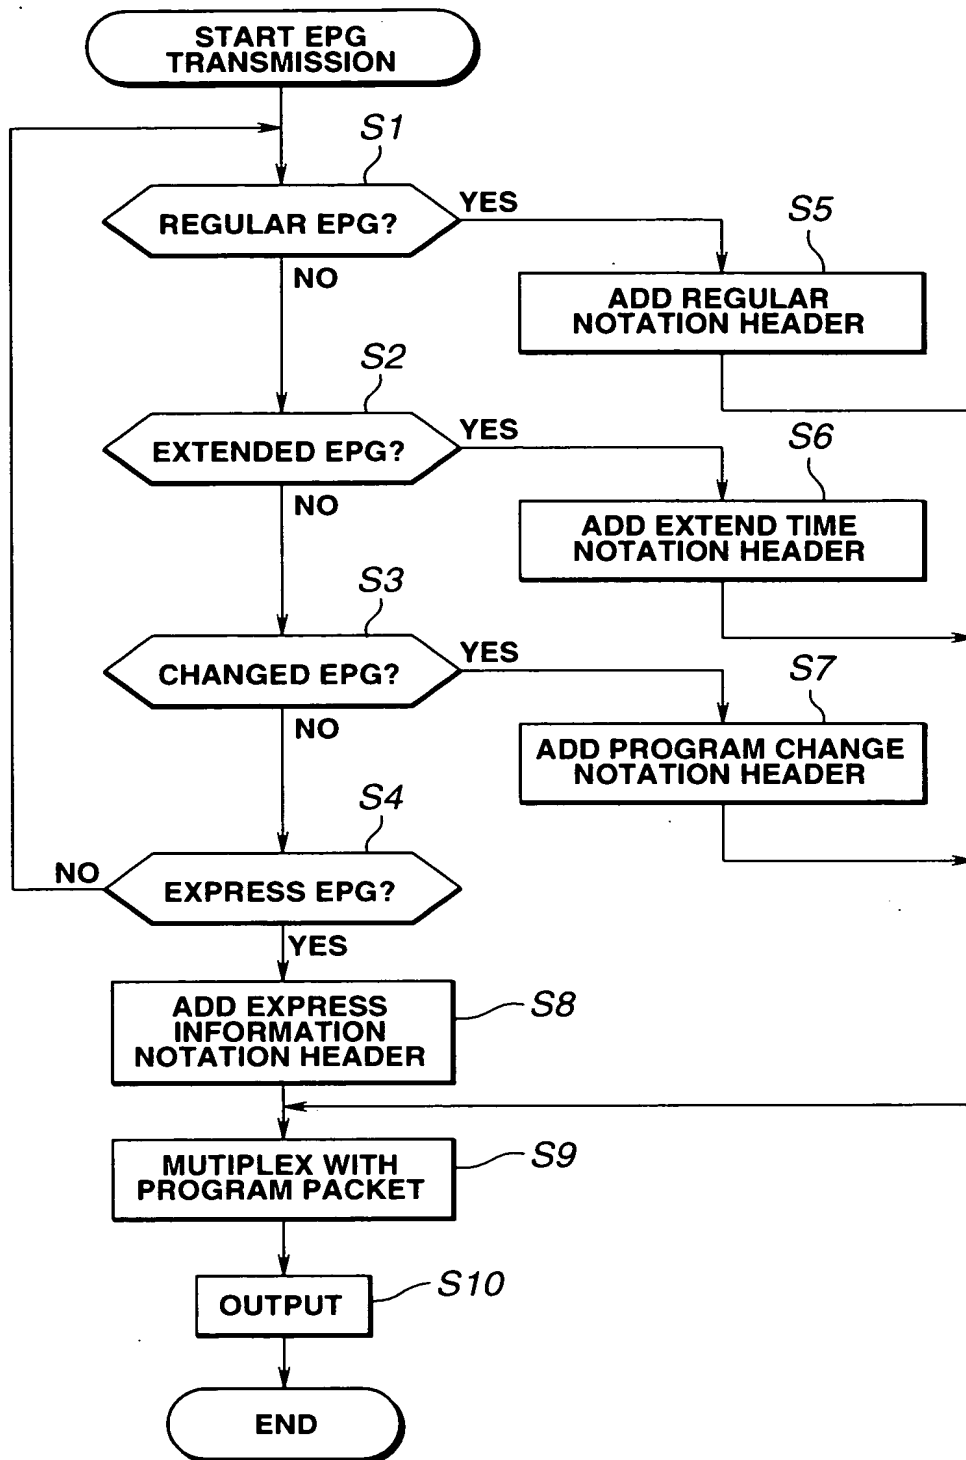 START EPG
TRANSMISSION
S1
REGULAR EPG?
YES
NO
S5
ADD REGULAR
NOTATION HEADER
S2
EXTENDED EPG?
YES
NO
S6
ADD EXTEND TIME
NOTATION HEADER
S3
CHANGED EPG?
YES
NO
S7
ADD PROGRAM CHANGE
NOTATION HEADER
S4
EXPRESS EPG?
NO
YES
S8
ADD EXPRESS
INFORMATION
NOTATION HEADER
S9
MUTIPLEX WITH
PROGRAM PACKET
S10
OUTPUT
END